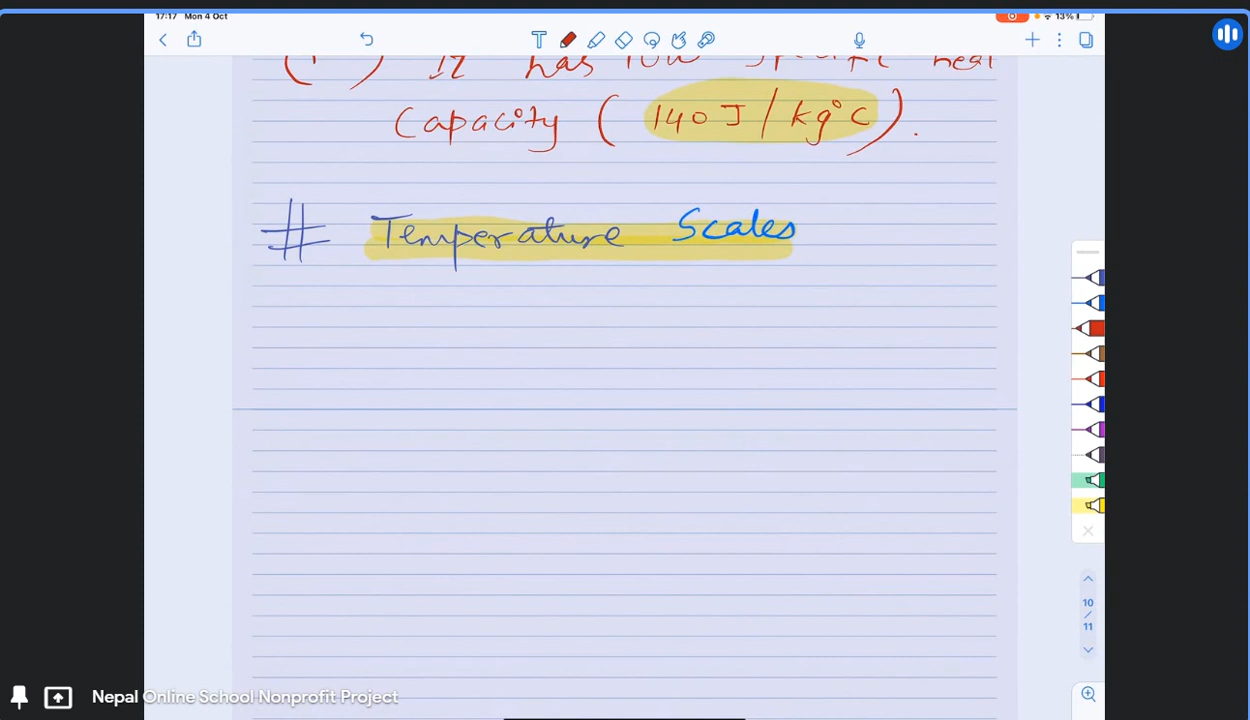 17:17 Mon 4 Oct
13%
It has low specific heat
Capacity ( 140 J / kg°C ).
# Temperature Scales
T
10
/
11
Nepal Online School Nonprofit Project